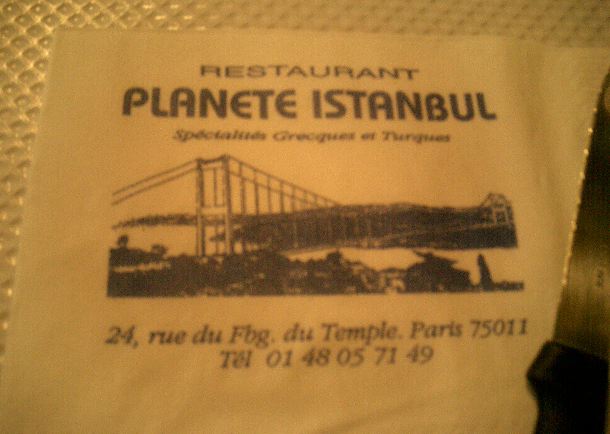 RESTAURANT
PLANETE ISTANBUL
Spécialités Grecques et Turques
24, rue du Fbg. du Temple. Paris 75011
Tél 01 48 05 71 49